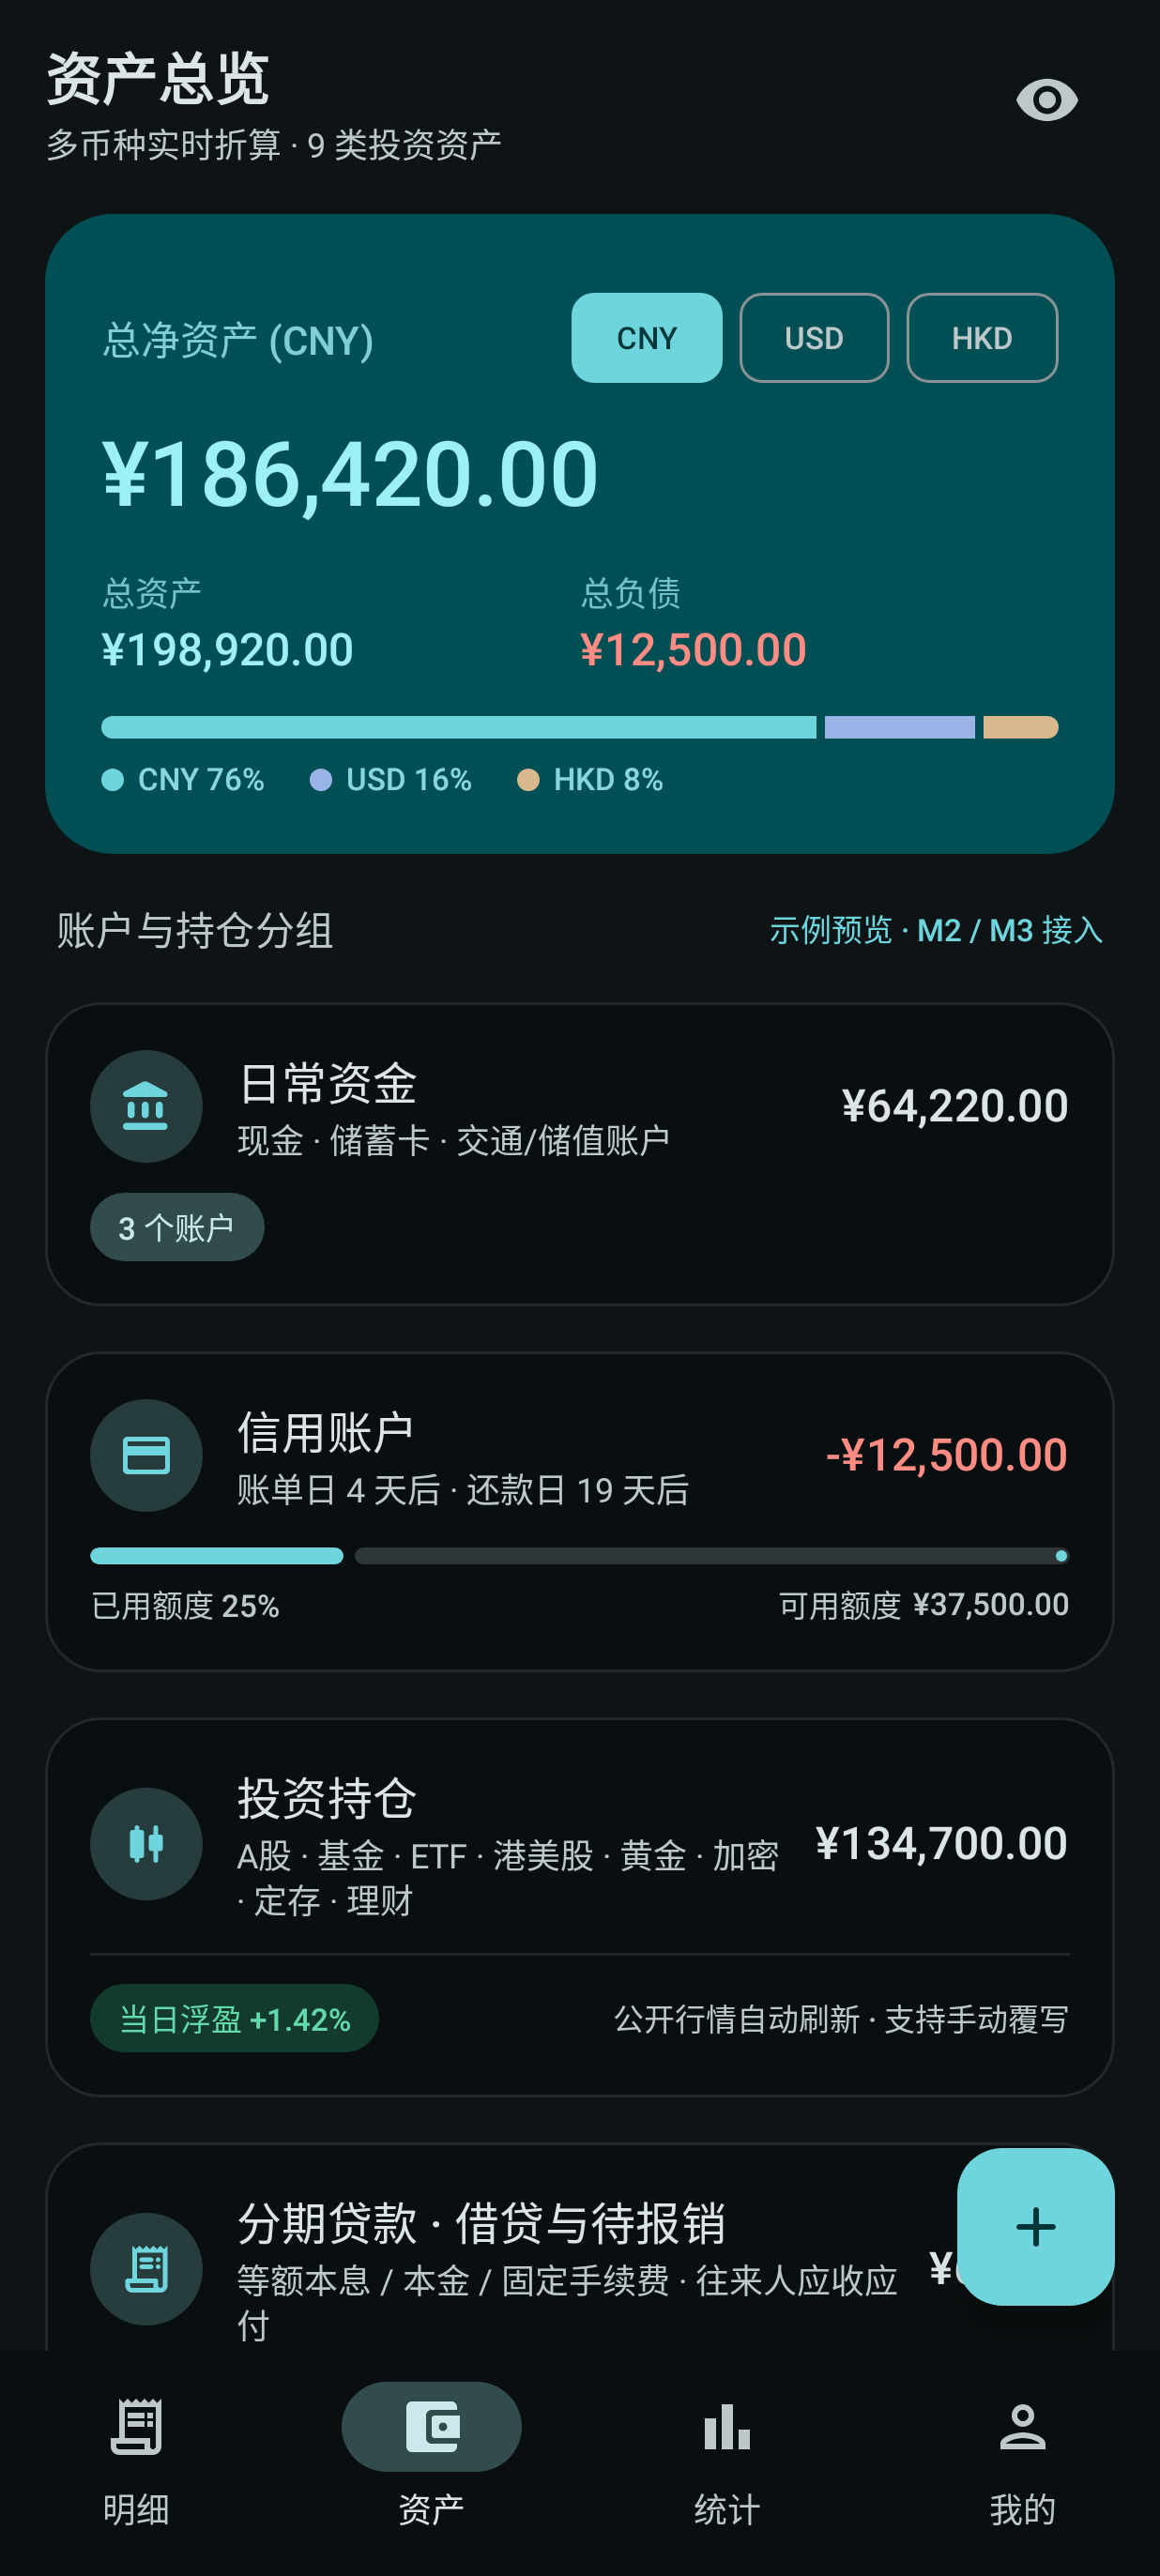 资产总览
多币种实时折算 · 9 类投资资产
总净资产 (CNY)
CNY
USD
HKD
¥186,420.00
总资产
总负债
¥198,920.00
¥12,500.00
CNY 76%
USD 16%
HKD 8%
账户与持仓分组
示例预览 · M2 / M3 接入
日常资金
现金 · 储蓄卡 · 交通/储值账户
¥64,220.00
3 个账户
信用账户
账单日 4 天后 · 还款日 19 天后
-¥12,500.00
已用额度 25%
可用额度 ¥37,500.00
投资持仓
A股 · 基金 · ETF · 港美股 · 黄金 · 加密
· 定存 · 理财
¥134,700.00
当日浮盈 +1.42%
公开行情自动刷新 · 支持手动覆写
分期贷款 · 借贷与待报销
等额本息 / 本金 / 固定手续费 · 往来人应收应
付
¥
明细
资产
统计
我的